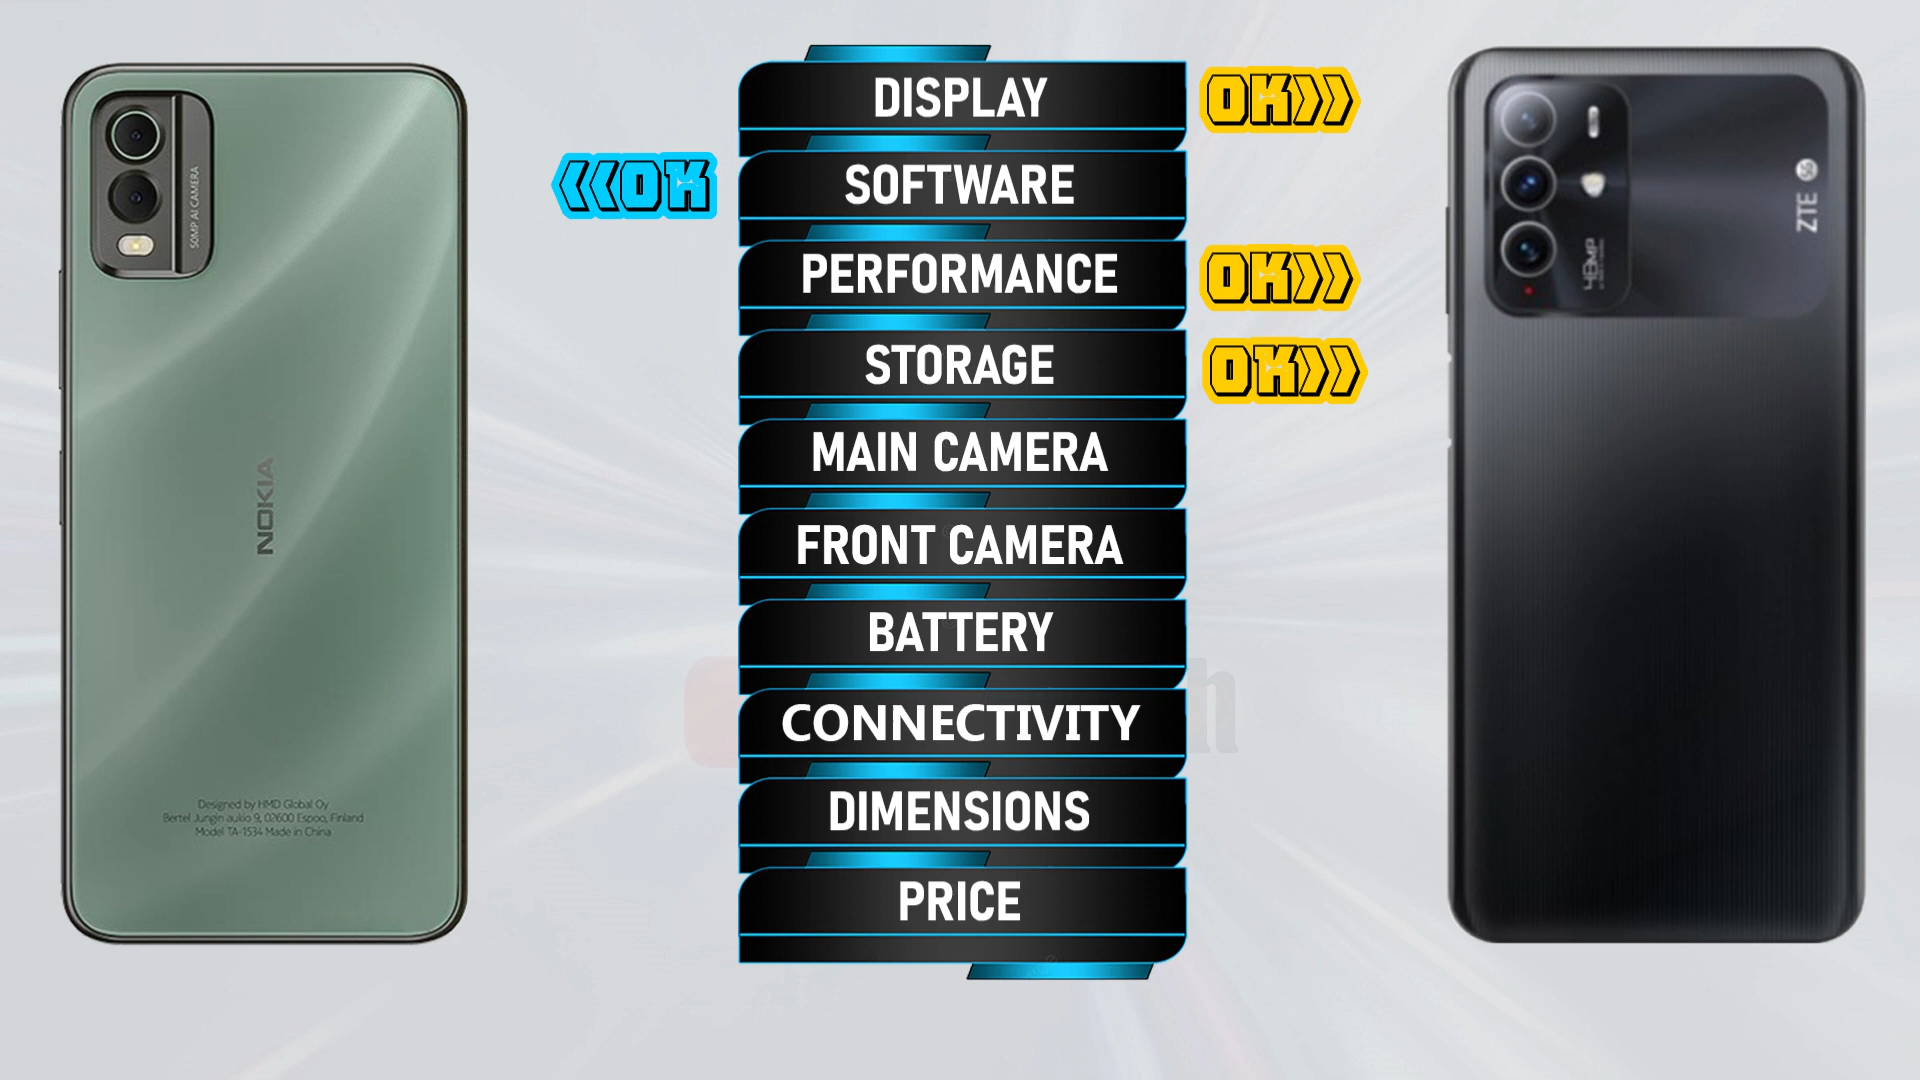 DISPLAY
OK
OK
SOFTWARE
PERFORMANCE
OK
STORAGE
OK
MAIN CAMERA
FRONT CAMERA
BATTERY
CONNECTIVITY
DIMENSIONS
PRICE
50MP AI CAMERA
NOKIA
Designed by HMD Global Oy
Bertel Jungin aukio 9, 02600 Espoo, Finland
Model TA-1534 Made in China
ZTE 5G
48MP